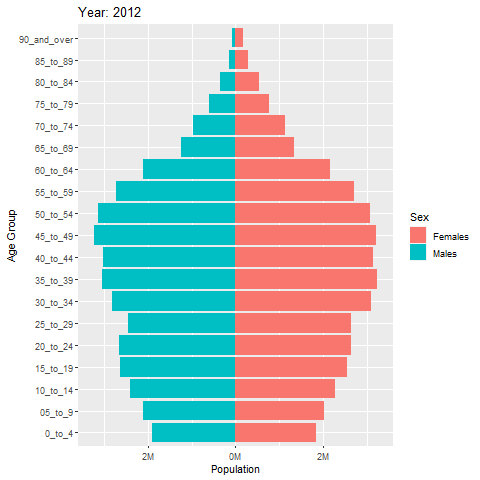 Year: 2012
90_and_over
85_to_89
80_to_84
75_to_79
70_to_74
65_to_69
60_to_64
55_to_59
50_to_54
45_to_49
40_to_44
35_to_39
30_to_34
25_to_29
20_to_24
15_to_19
10_to_14
05_to_9
0_to_4
Age Group
2M 0M 2M
Population
Sex
Females
Males